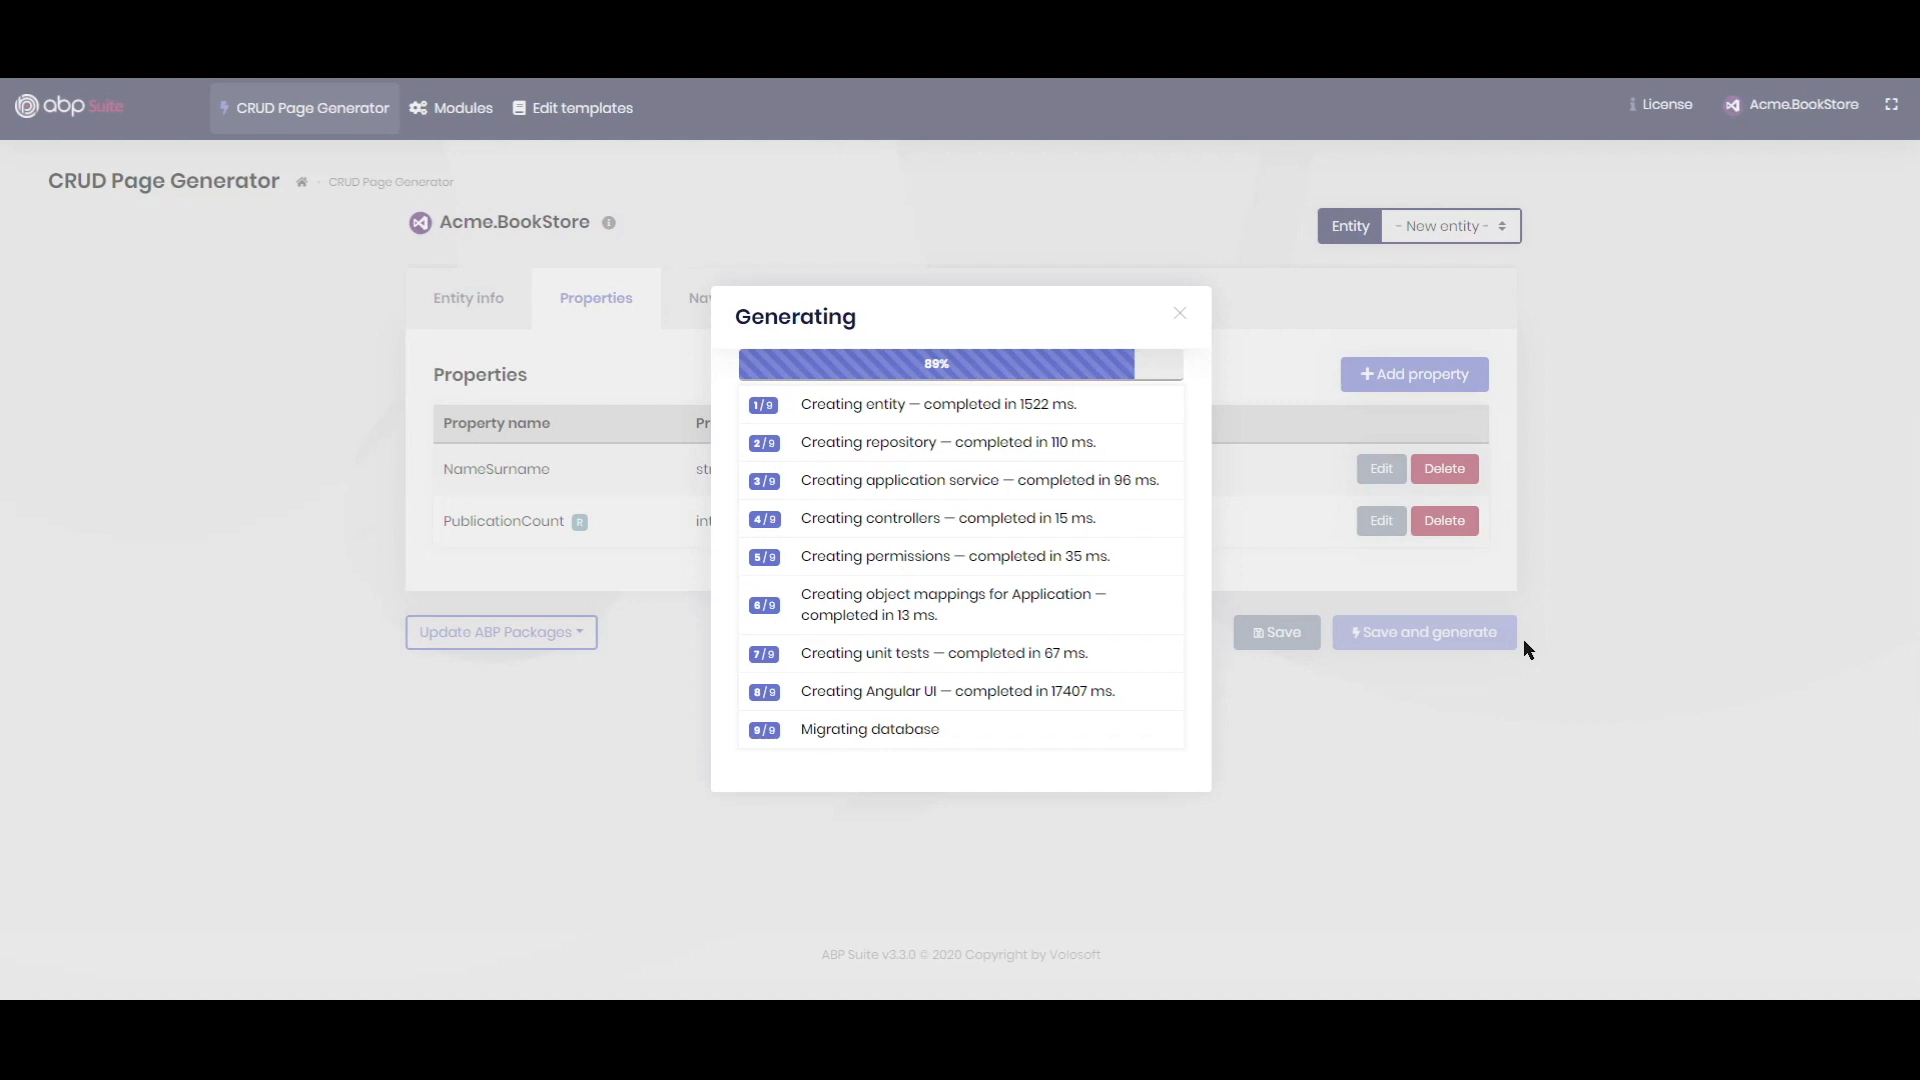 abp Suite
CRUD Page Generator
Modules
Edit templates
License
Acme.BookStore
CRUD Page Generator
CRUD Page Generator
Acme.BookStore
Entity
- New entity -
Entity info
Properties
Nav
Generating
89%
Properties
Add property
Property name
Pr
NameSurname
str
Edit
Delete
PublicationCount R
int
Edit
Delete
1 / 9 Creating entity — completed in 1522 ms.
2 / 9 Creating repository — completed in 110 ms.
3 / 9 Creating application service — completed in 96 ms.
4 / 9 Creating controllers — completed in 15 ms.
5 / 9 Creating permissions — completed in 35 ms.
6 / 9 Creating object mappings for Application —
completed in 13 ms.
7 / 9 Creating unit tests — completed in 67 ms.
8 / 9 Creating Angular UI — completed in 17407 ms.
9 / 9 Migrating database
Update ABP Packages
Save
Save and generate
ABP Suite v3.3.0 © 2020 Copyright by Volosoft